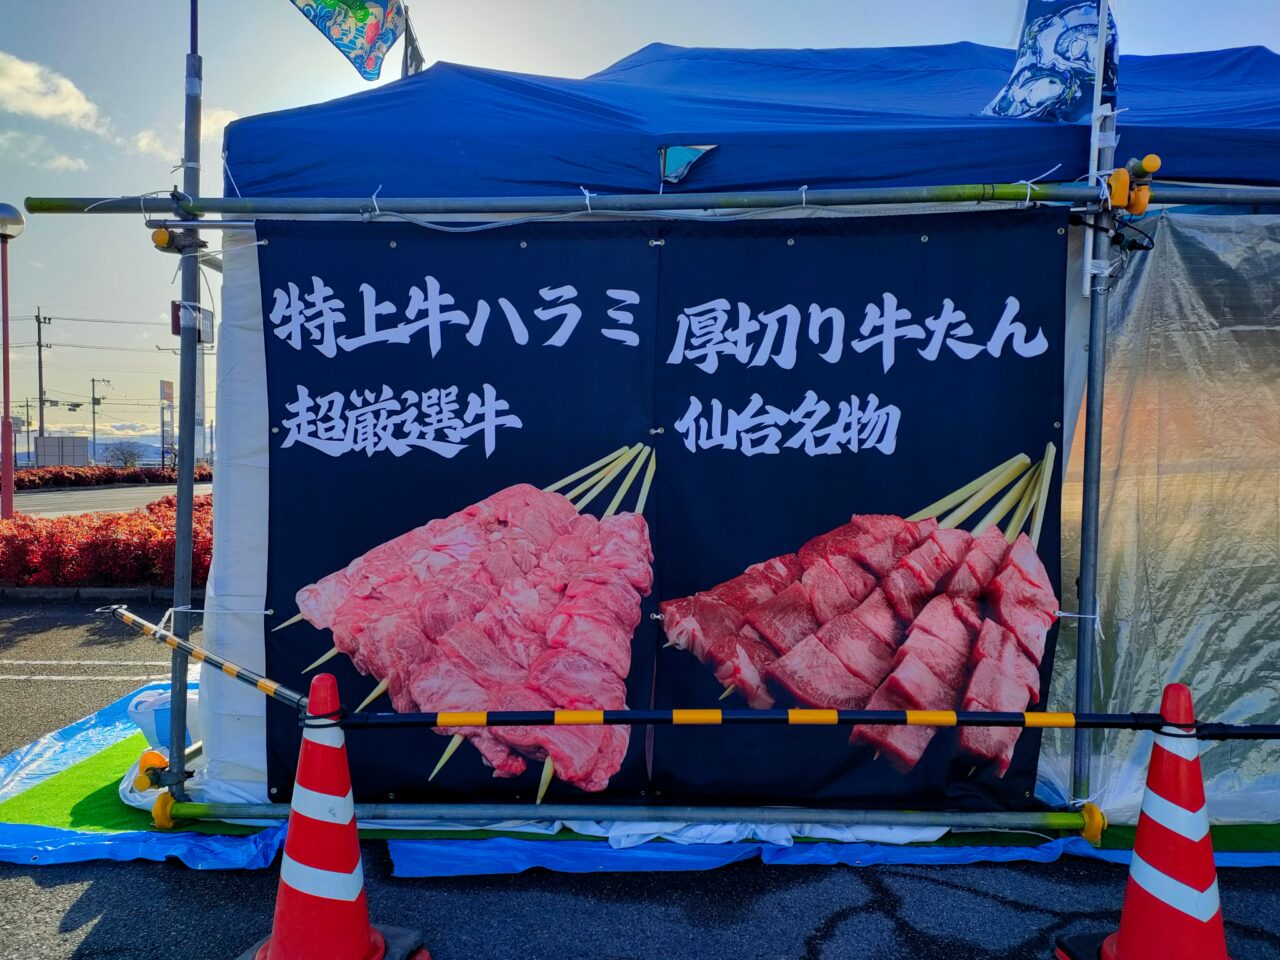 特上牛ハラミ
超厳選牛
厚切り牛たん
仙台名物